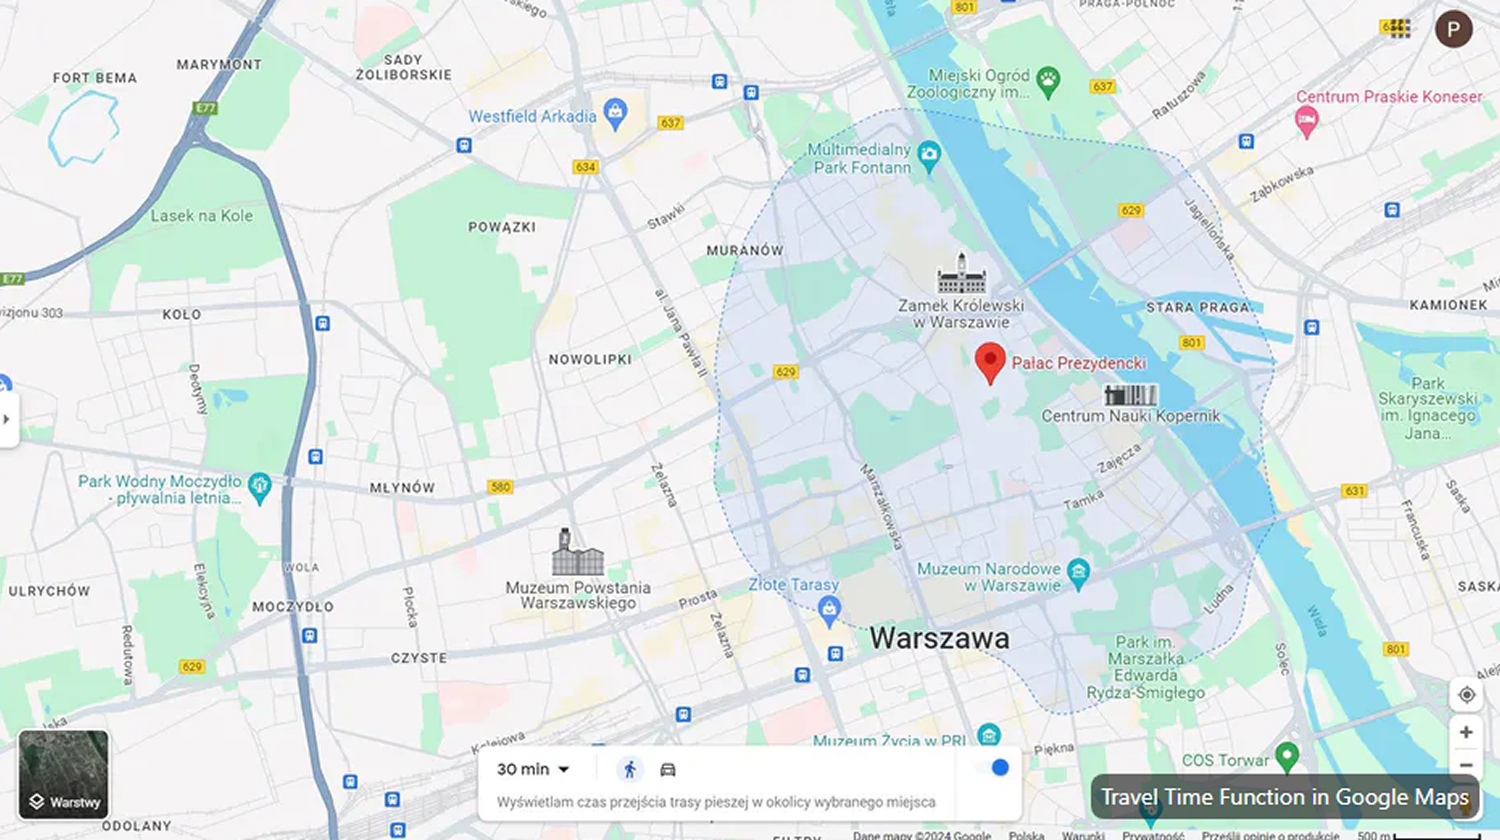 801
PRAGA-PÓŁNOC
634
P
SADY
ŻOLIBORSKIE
MARYMONT
FORT BEMA
E77
Westfield Arkadia
637
634
Miejski Ogród
Zoologiczny im...
637
Ratuszowa
Centrum Praskie Koneser
Multimedialny
Park Fontann
Ząbkowska
629
Jagiellońska
Lasek na Kole
POWĄZKI
Stawki
MURANÓW
E77
KOŁO
al. Jana Pawła II
Zamek Królewski
w Warszawie
STARA PRAGA
KAMIONEK
801
NOWOLIPKI
629
Pałac Prezydencki
Deotymy
Centrum Nauki Kopernik
Park
Skaryszewski
im. Ignacego
Jana...
Zajęcza
Tamka
Marszałkowska
Żelazna
Park Wodny Moczydło
- pływalnia letnia...
MŁYNÓW
580
631
Saska
Francuska
WOLA
ULRYCHÓW
Elekcyjna
MOCZYDŁO
Płocka
Muzeum Powstania
Warszawskiego
Prosta
Złote Tarasy
Muzeum Narodowe
w Warszawie
Ludna
Wisła
Żelazna
Warszawa
Redutowa
629
CZYSTE
Park im.
Marszałka
Edwarda
Rydza-Śmigłego
Solec
801
Kolejowa
Muzeum Życia w PRL
Piękna
COS Torwar
30 min
Wyświetlam czas przejścia trasy pieszej w okolicy wybranego miejsca
Travel Time Function in Google Maps
Warstwy
ODOLANY
Dane mapy ©2024 Google
Polska
Warunki
Prywatność
Prześlij opinię o produkcie
500 m